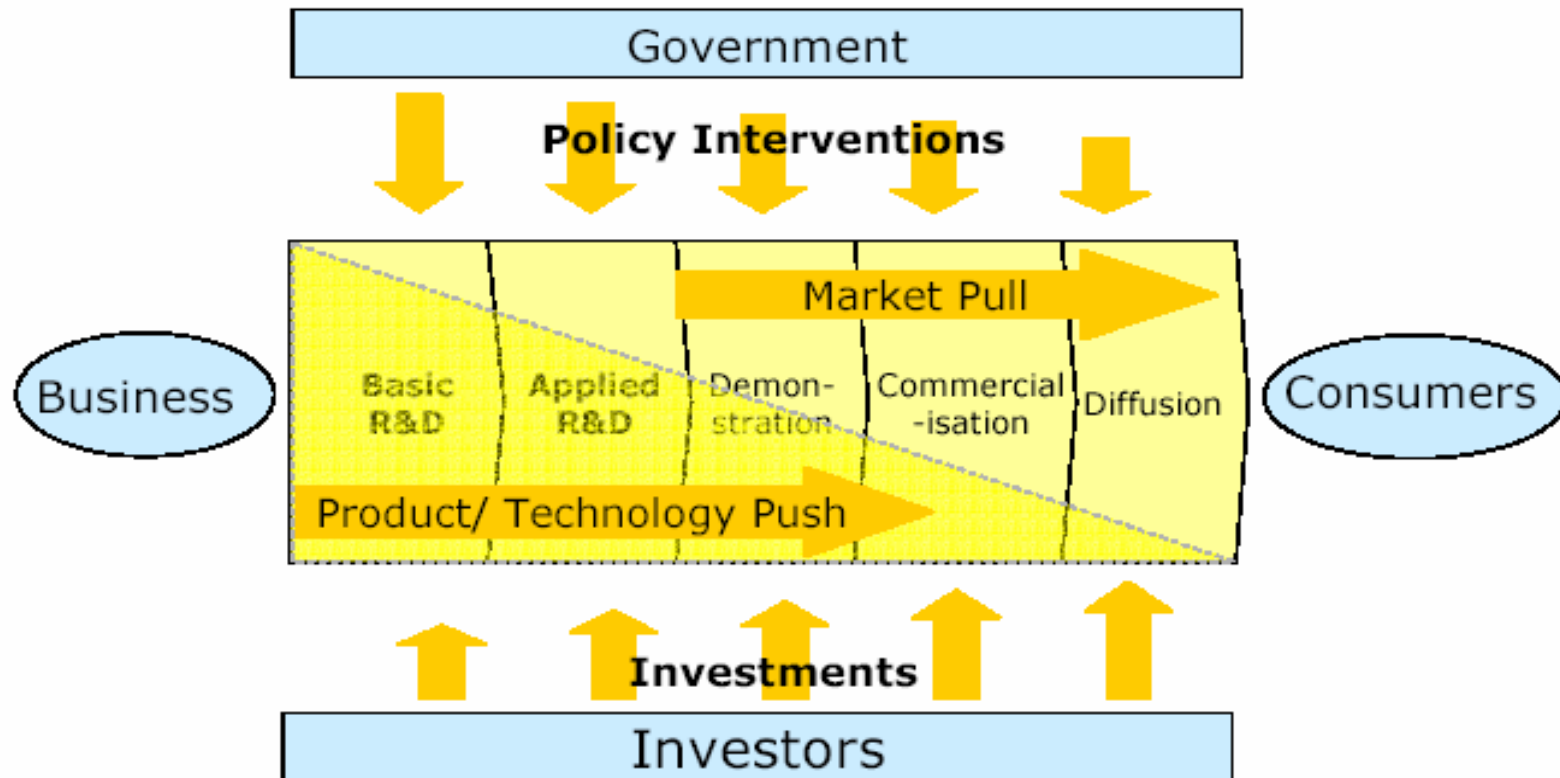 Government
Policy Interventions
Market Pull
Business
Basic
R&D
Applied
R&D
Demon-
stration
Commercial
-isation
Diffusion
Consumers
Product/ Technology Push
Investments
Investors